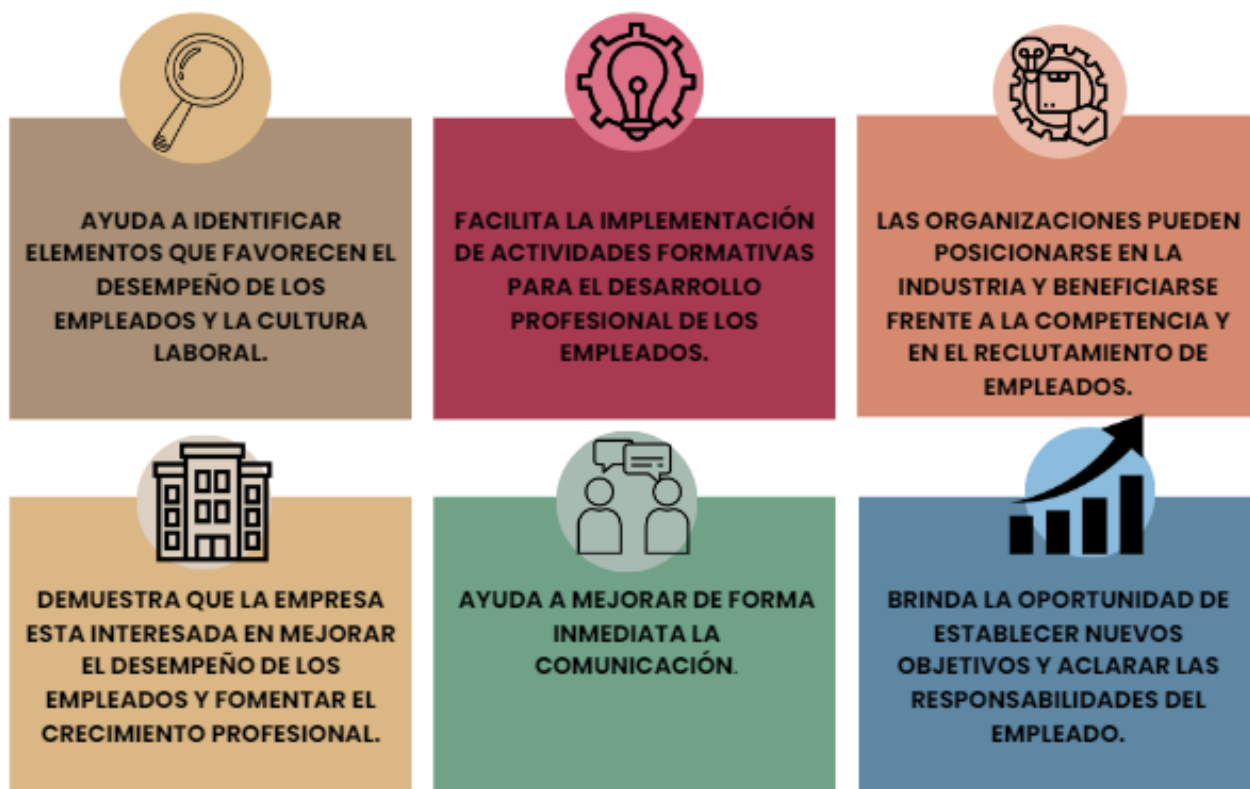 AYUDA A IDENTIFICAR
ELEMENTOS QUE FAVORECEN EL
DESEMPEÑO DE LOS
EMPLEADOS Y LA CULTURA
LABORAL.
FACILITA LA IMPLEMENTACIÓN
DE ACTIVIDADES FORMATIVAS
PARA EL DESARROLLO
PROFESIONAL DE LOS
EMPLEADOS.
LAS ORGANIZACIONES PUEDEN
POSICIONARSE EN LA
INDUSTRIA Y BENEFICIARSE
FRENTE A LA COMPETENCIA Y
EN EL RECLUTAMIENTO DE
EMPLEADOS.
DEMUESTRA QUE LA EMPRESA
ESTA INTERESADA EN MEJORAR
EL DESEMPEÑO DE LOS
EMPLEADOS Y FOMENTAR EL
CRECIMIENTO PROFESIONAL.
AYUDA A MEJORAR DE FORMA
INMEDIATA LA
COMUNICACIÓN.
BRINDA LA OPORTUNIDAD DE
ESTABLECER NUEVOS
OBJETIVOS Y ACLARAR LAS
RESPONSABILIDADES DEL
EMPLEADO.